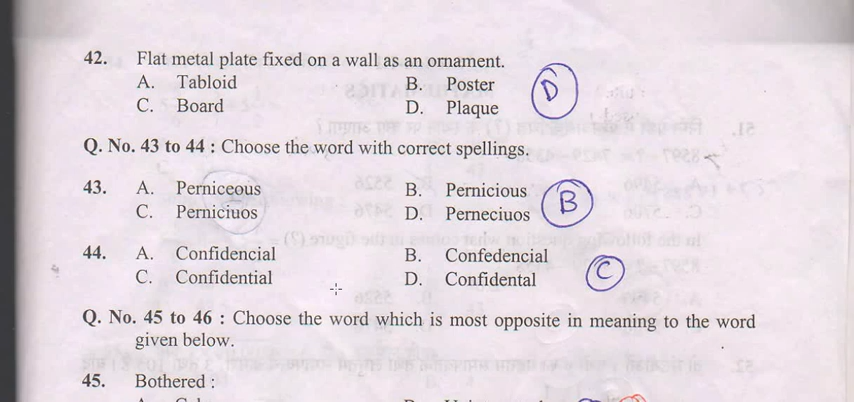 42. Flat metal plate fixed on a wall as an ornament.
A. Tabloid B. Poster
C. Board D. Plaque
D
Q. No. 43 to 44 : Choose the word with correct spellings.
43. A. Perniceous B. Pernicious
C. Perniciuos D. Perneciuos
B
44. A. Confidencial B. Confedencial
C. Confidential D. Confidental
C
Q. No. 45 to 46 : Choose the word which is most opposite in meaning to the word
given below.
45. Bothered :